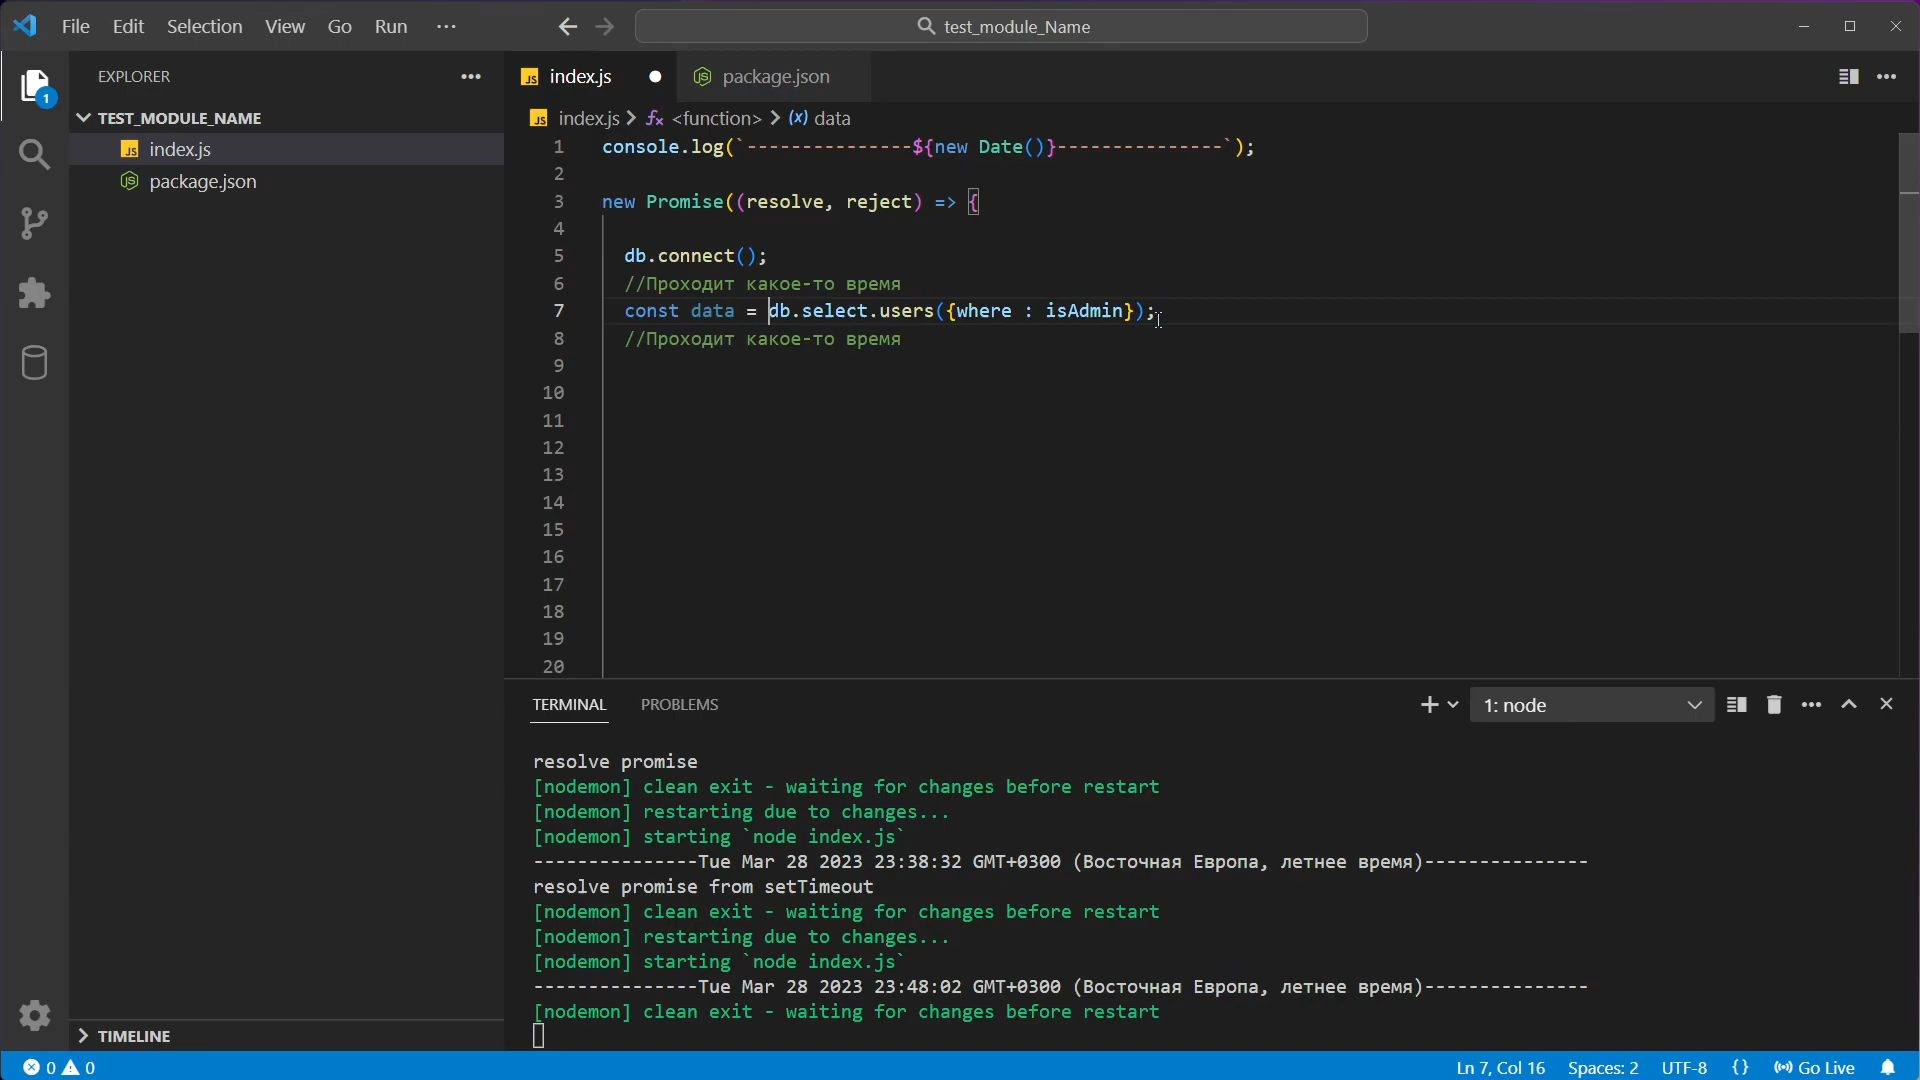 File Edit Selection View Go Run ···
test_module_Name
EXPLORER
1
TEST_MODULE_NAME
index.js
package.json
TIMELINE
JS index.js ● package.json
JS index.js > <function> > (x) data
1 console.log(`---------------${new Date()}---------------`);
2
3 new Promise((resolve, reject) => {
4
5 db.connect();
6 //Проходит какое-то время
7 const data = db.select.users({where : isAdmin});
8 //Проходит какое-то время
9
10
11
12
13
14
15
16
17
18
19
20
TERMINAL PROBLEMS
1: node
resolve promise
[nodemon] clean exit - waiting for changes before restart
[nodemon] restarting due to changes...
[nodemon] starting `node index.js`
---------------Tue Mar 28 2023 23:38:32 GMT+0300 (Восточная Европа, летнее время)---------------
resolve promise from setTimeout
[nodemon] clean exit - waiting for changes before restart
[nodemon] restarting due to changes...
[nodemon] starting `node index.js`
---------------Tue Mar 28 2023 23:48:02 GMT+0300 (Восточная Европа, летнее время)---------------
[nodemon] clean exit - waiting for changes before restart
0 0
Ln 7, Col 16 Spaces: 2 UTF-8 {} Go Live